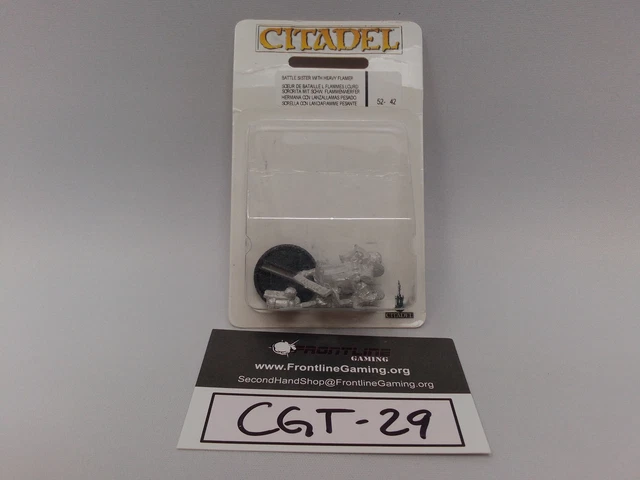 CITADEL
BATTLE SISTER WITH HEAVY FLAMER
SOEUR DE BATAILLE L. FLAMMES LOURD
SORORITA MIT SCHW. FLAMMENWERFER
HERMANA CON LANZALLAMAS PESADO
SORELLA CON LANCIAFIAMME PESANTE
52- 42
CITADEL
FRONTLINE
GAMING
www.FrontlineGaming.org
SecondHandShop@FrontlineGaming.org
CGT-29